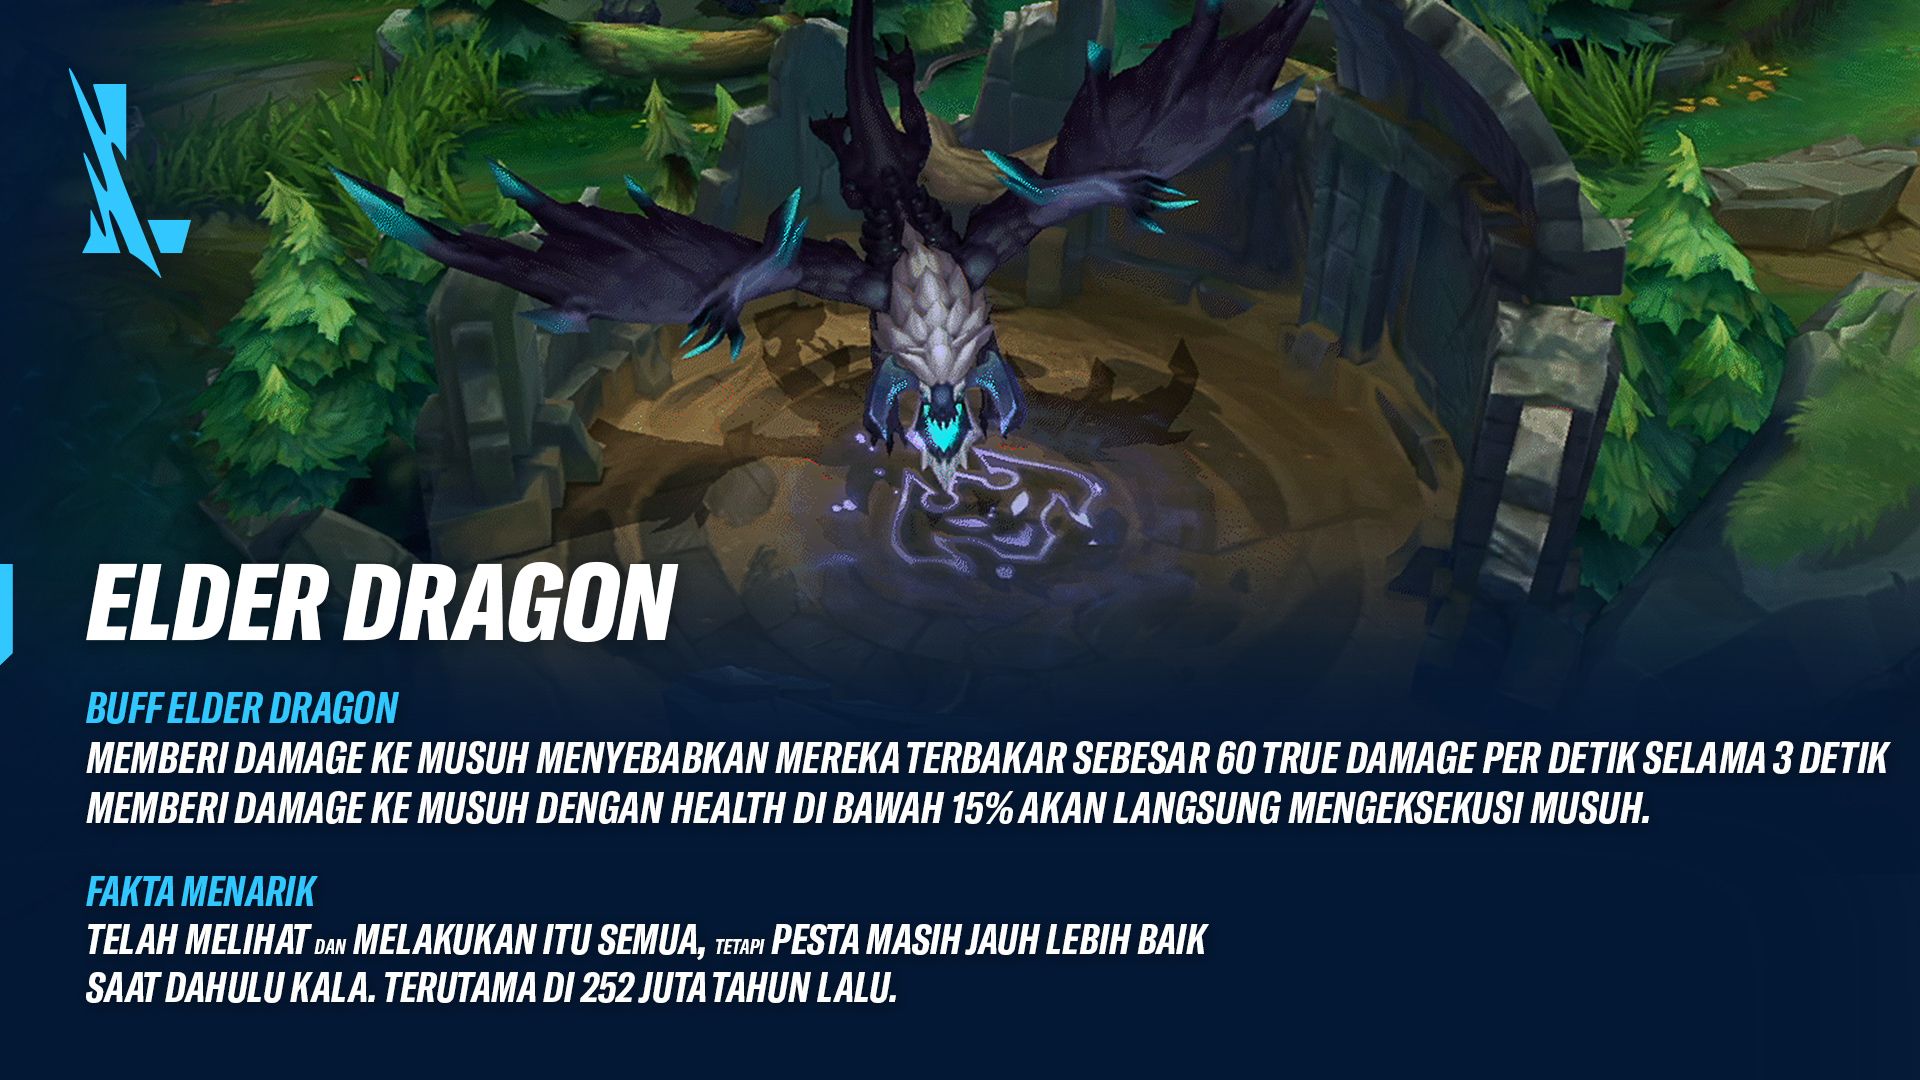 ELDER DRAGON
BUFF ELDER DRAGON
MEMBERI DAMAGE KE MUSUH MENYEBABKAN MEREKA TERBAKAR SEBESAR 60 TRUE DAMAGE PER DETIK SELAMA 3 DETIK
MEMBERI DAMAGE KE MUSUH DENGAN HEALTH DI BAWAH 15% AKAN LANGSUNG MENGEKSEKUSI MUSUH.
FAKTA MENARIK
TELAH MELIHAT DAN MELAKUKAN ITU SEMUA, TETAPI PESTA MASIH JAUH LEBIH BAIK
SAAT DAHULU KALA. TERUTAMA DI 252 JUTA TAHUN LALU.